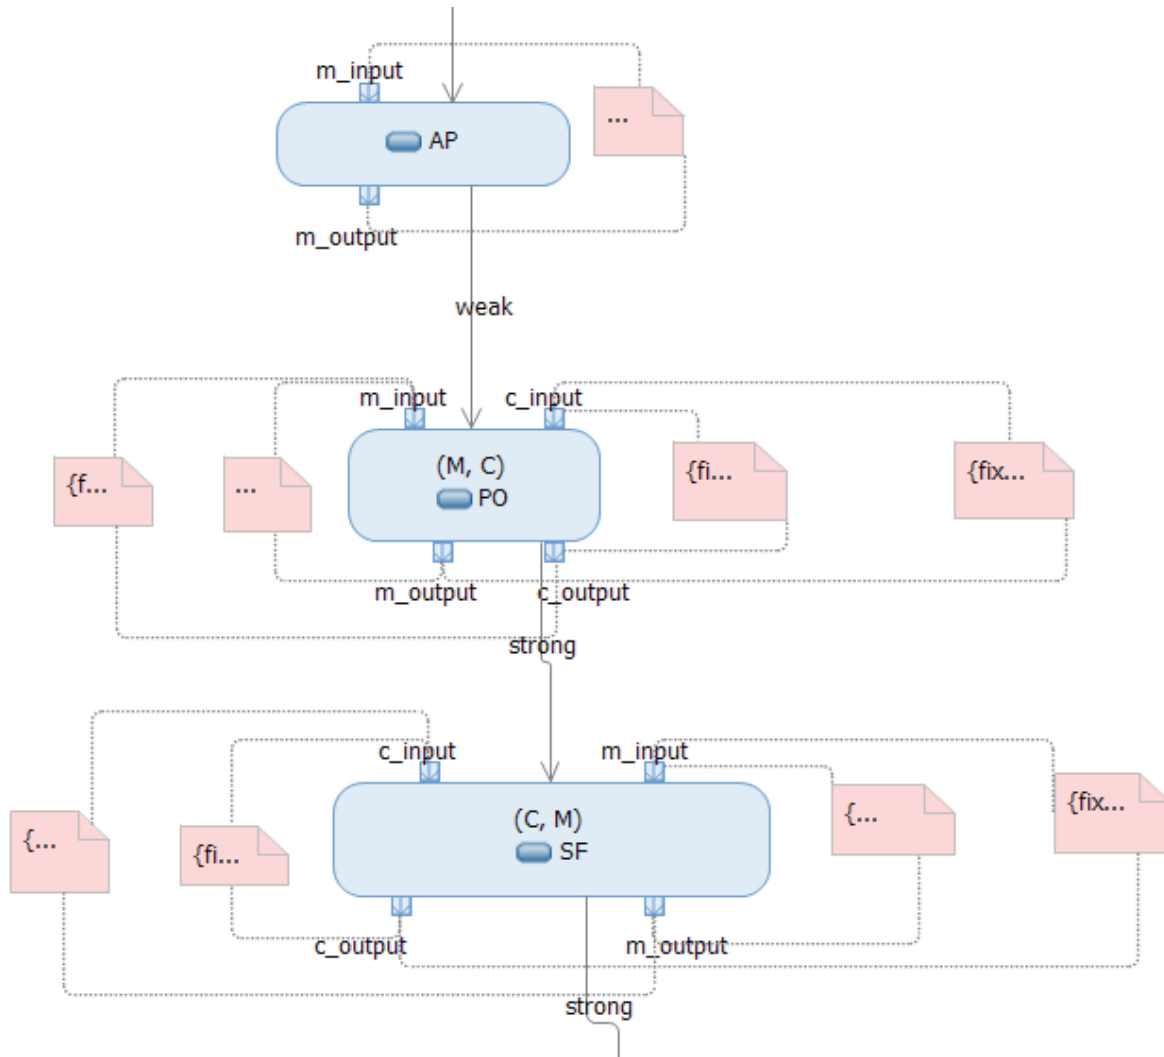 m_input
...
AP
m_output
weak
m_input
c_input
{f...
...
(M, C)
PO
{fi...
{fix...
m_output
c_output
strong
c_input
m_input
{...
{fi...
(C, M)
SF
{...
{fix...
c_output
m_output
strong